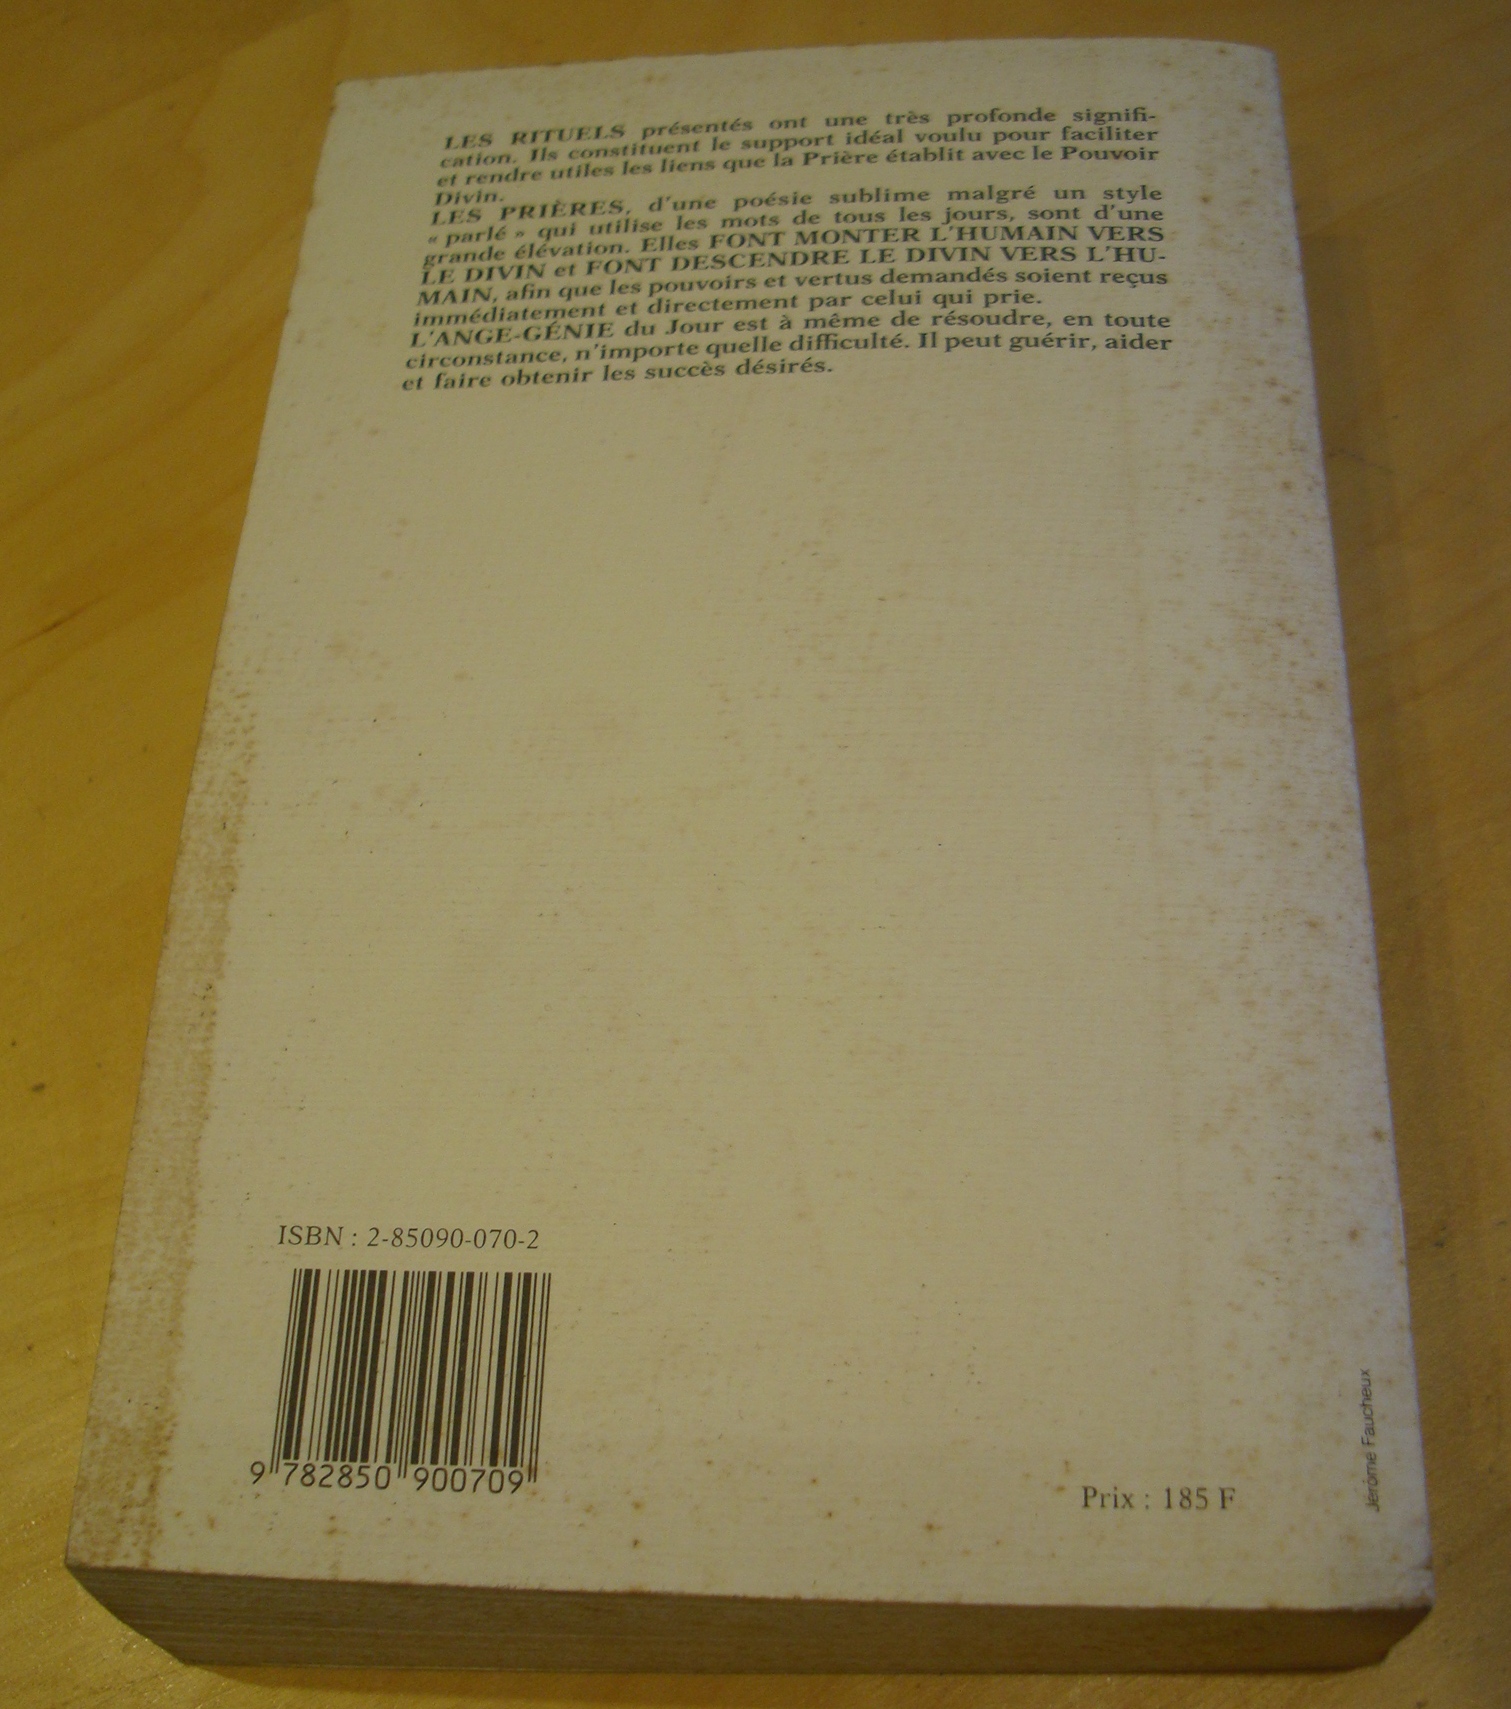 LES RITUELS présentés ont une très profonde signifi-
cation. Ils constituent le support idéal voulu pour faciliter
et rendre utiles les liens que la Prière établit avec le Pouvoir
Divin.
LES PRIÈRES, d'une poésie sublime malgré un style
« parlé » qui utilise les mots de tous les jours, sont d'une
grande élévation. Elles FONT MONTER L'HUMAIN VERS
LE DIVIN et FONT DESCENDRE LE DIVIN VERS L'HU-
MAIN, afin que les pouvoirs et vertus demandés soient reçus
immédiatement et directement par celui qui prie.
L'ANGE-GÉNIE du Jour est à même de résoudre, en toute
circonstance, n'importe quelle difficulté. Il peut guérir, aider
et faire obtenir les succès désirés.
ISBN : 2-85090-070-2
9 782850 900709
Prix : 185 F
Jérôme Faucheux